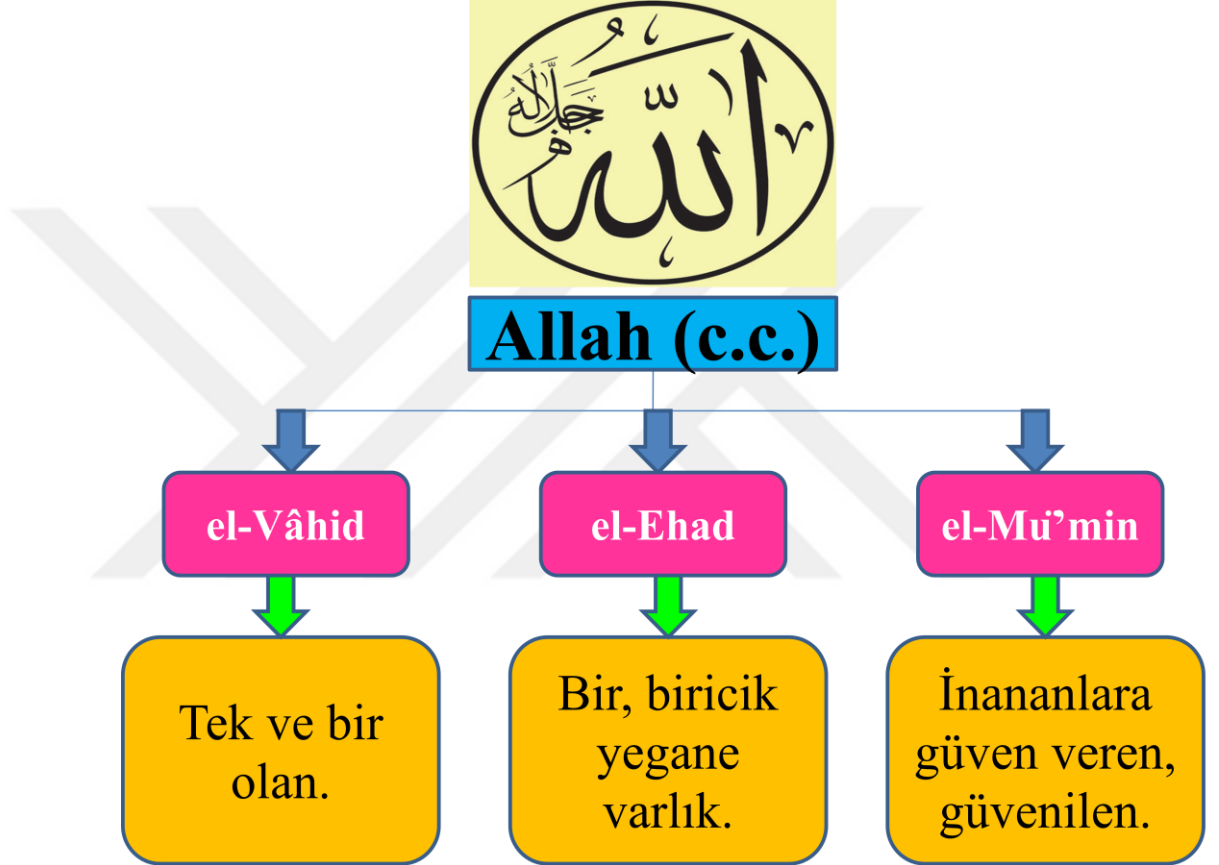 الله
جل جلاله
Allah (c.c.)
el-Vâhid
el-Ehad
el-Mü’min
Tek ve bir
olan.
Bir, biricik
yegane
varlık.
İnananlara
güven veren,
güvenilen.